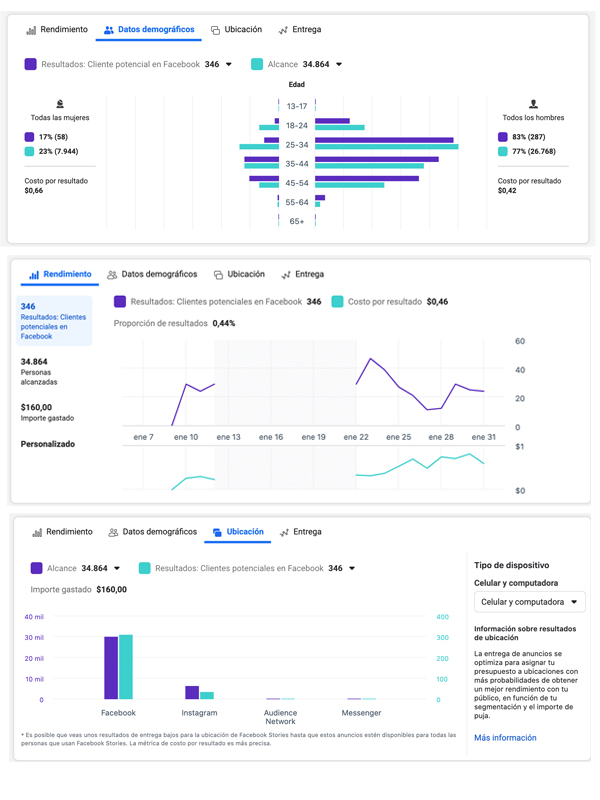 Rendimiento Datos demográficos Ubicación Entrega
Resultados: Cliente potencial en Facebook 346 Alcance 34.864
Edad
Todas las mujeres
17% (58)
23% (7.944)
Costo por resultado
$0,66
13-17
18-24
25-34
35-44
45-54
55-64
65+
Todos los hombres
83% (287)
77% (26.768)
Costo por resultado
$0,42
Rendimiento Datos demográficos Ubicación Entrega
346
Resultados: Clientes
potenciales en
Facebook
34.864
Personas
alcanzadas
$160,00
Importe gastado
Personalizado
Resultados: Clientes potenciales en Facebook 346 Costo por resultado $0,46
Proporción de resultados 0,44%
60
40
20
0
ene 7 ene 10 ene 13 ene 16 ene 19 ene 22 ene 25 ene 28 ene 31
$1
$0
Rendimiento Datos demográficos Ubicación Entrega
Alcance 34.864 Resultados: Clientes potenciales en Facebook 346
Importe gastado $160,00
40 mil 400
30 mil 300
20 mil 200
10 mil 100
0 0
Facebook Instagram Audience Network Messenger
* Es posible que veas unos resultados de entrega bajos para la ubicación de Facebook Stories hasta que estos anuncios estén disponibles para todas las
personas que usan Facebook Stories. La métrica de costo por resultado es más precisa.
Tipo de dispositivo
Celular y computadora
Celular y computadora
Información sobre resultados
de ubicación
La entrega de anuncios se
optimiza para asignar tu
presupuesto a ubicaciones con
más probabilidades de obtener
un mejor rendimiento con tu
público, en función de tu
segmentación y el importe de
puja.
Más información